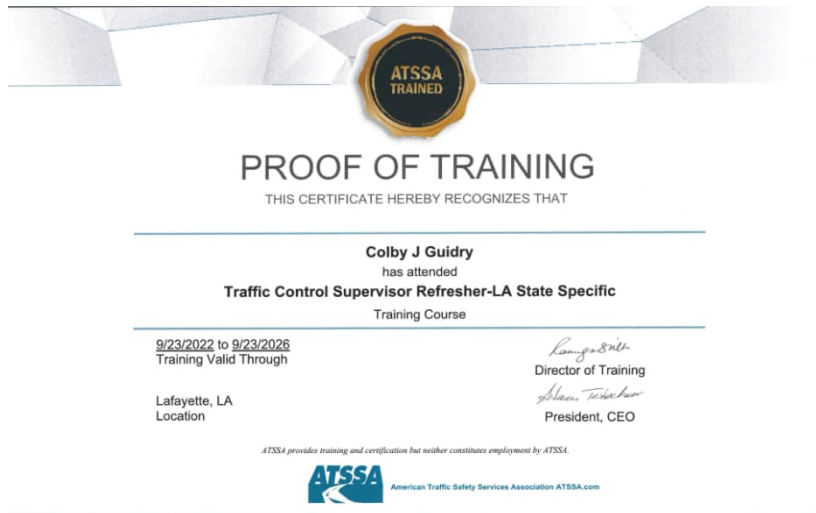 ATSSA
TRAINED
PROOF OF TRAINING
THIS CERTIFICATE HEREBY RECOGNIZES THAT
Colby J Guidry
has attended
Traffic Control Supervisor Refresher-LA State Specific
Training Course
9/23/2022 to 9/23/2026
Training Valid Through
Director of Training
Lafayette, LA
Location
President, CEO
ATSSA provides training and certification but neither constitutes employment by ATSSA.
ATSSA
American Traffic Safety Services Association ATSSA.com